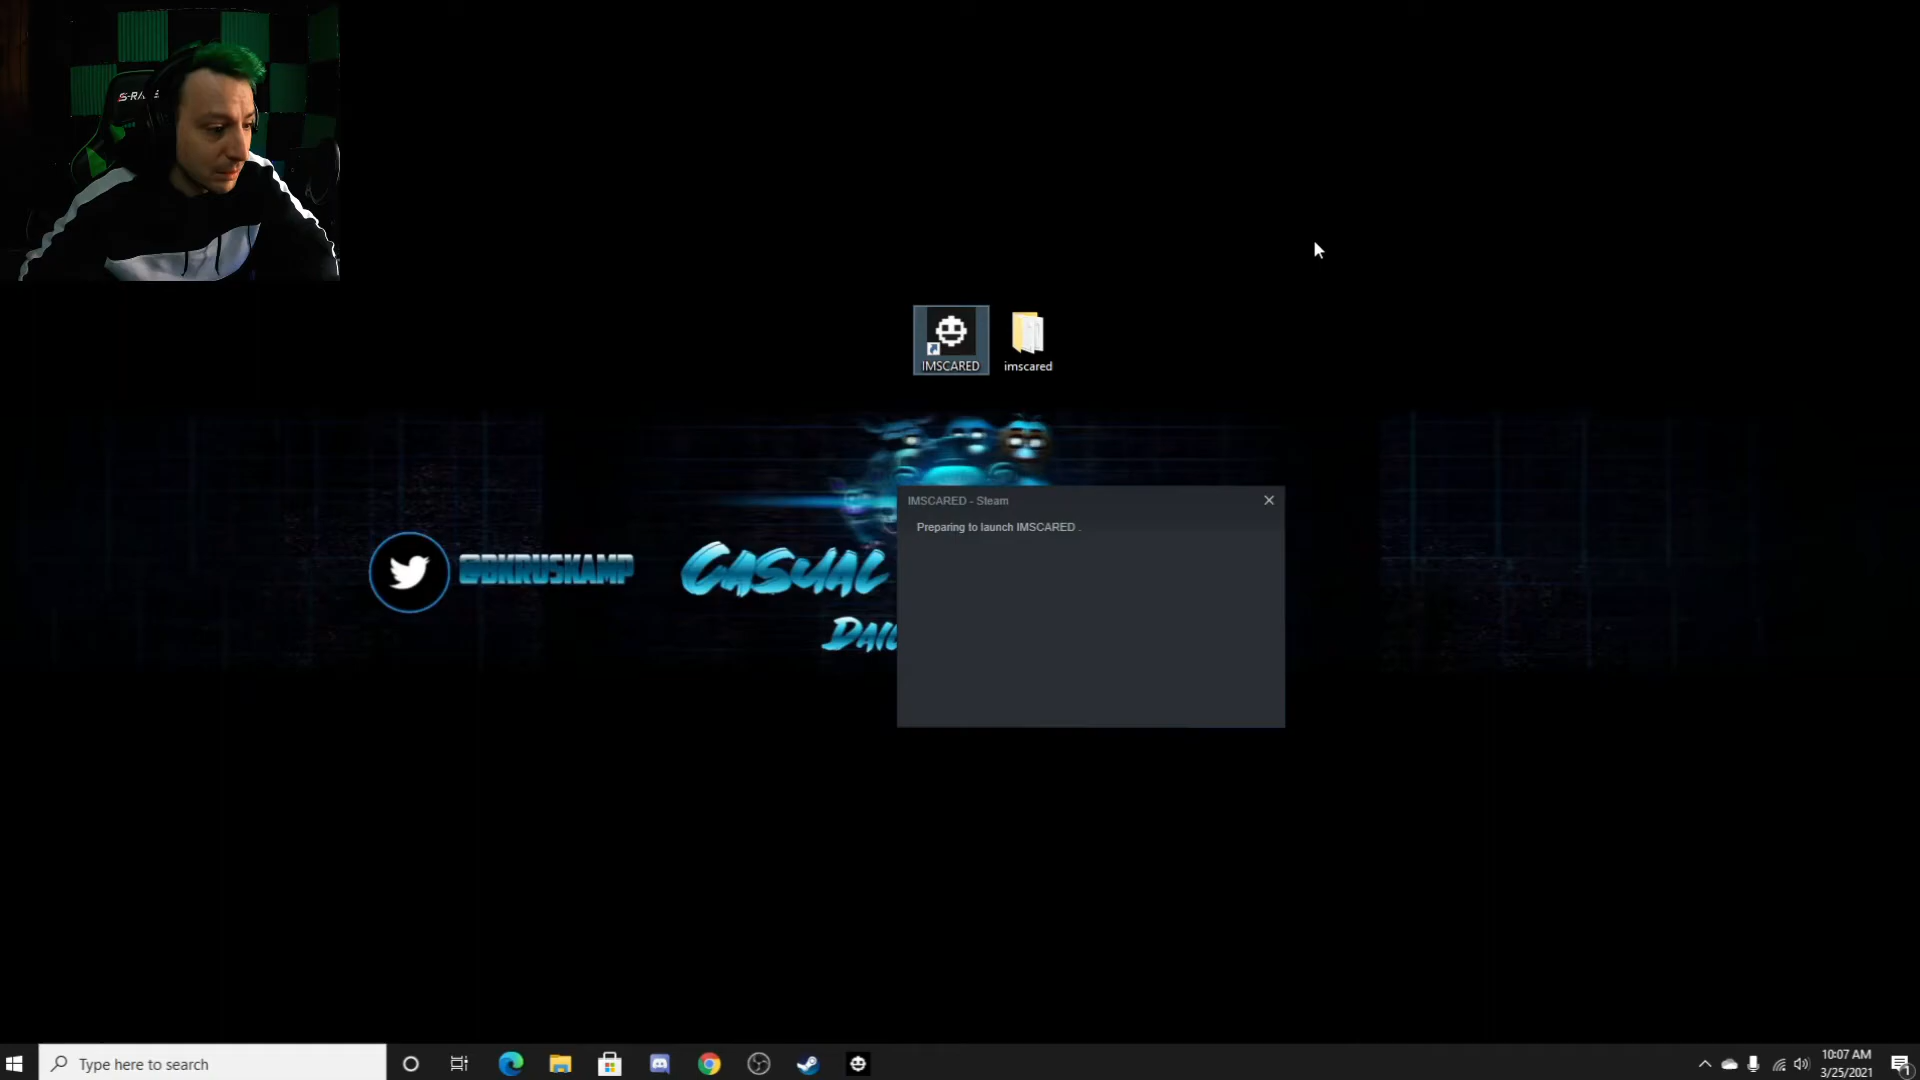 IMSCARED
imscared
IMSCARED - Steam
Preparing to launch IMSCARED .
@DKRUSKAMP
CASUAL
Type here to search
10:07 AM
3/25/2021
1